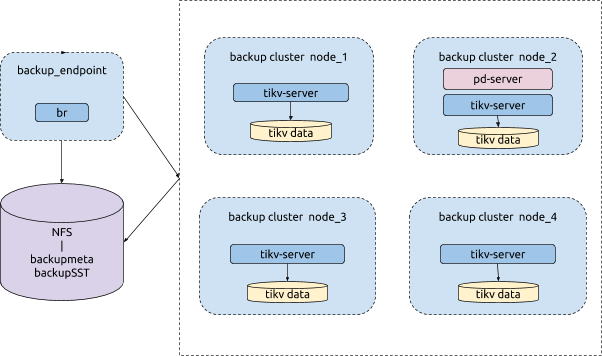 backup_endpoint
br
NFS
|
backupmeta
backupSST
backup cluster node_1
tikv-server
tikv data
backup cluster node_2
pd-server
tikv-server
tikv data
backup cluster node_3
tikv-server
tikv data
backup cluster node_4
tikv-server
tikv data